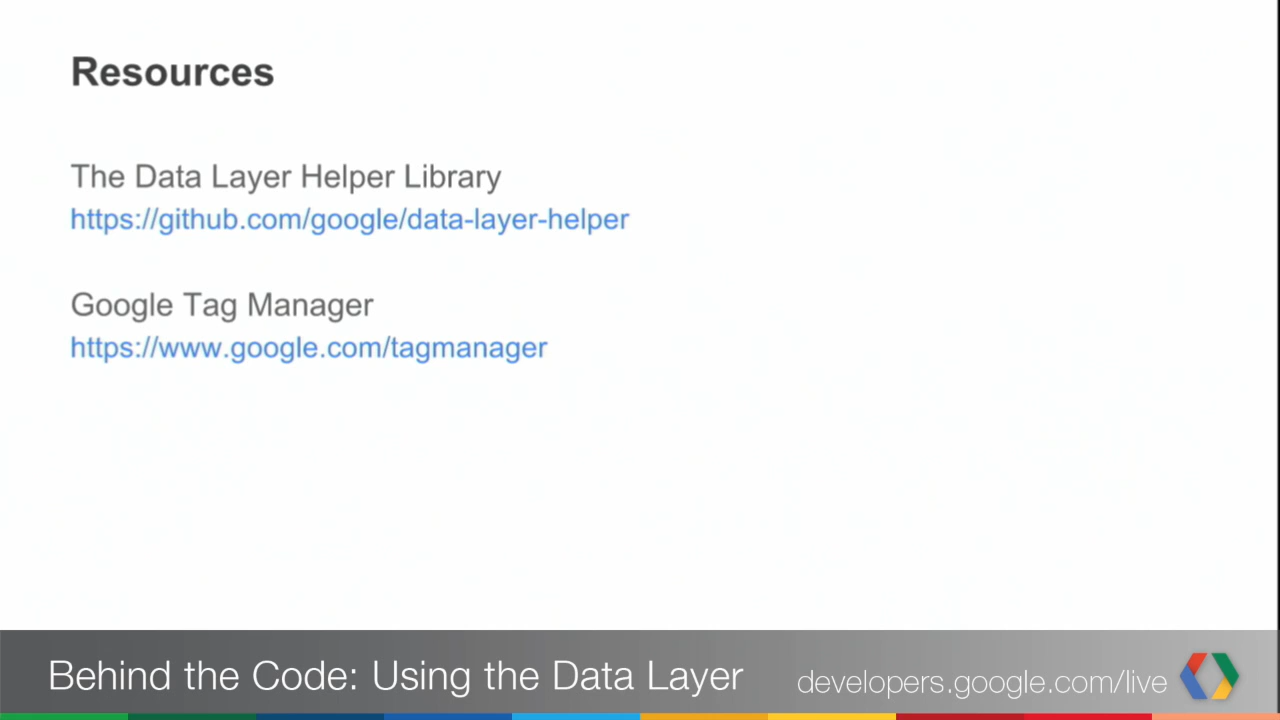 Resources
The Data Layer Helper Library
https://github.com/google/data-layer-helper
Google Tag Manager
https://www.google.com/tagmanager
Behind the Code: Using the Data Layer
developers.google.com/live